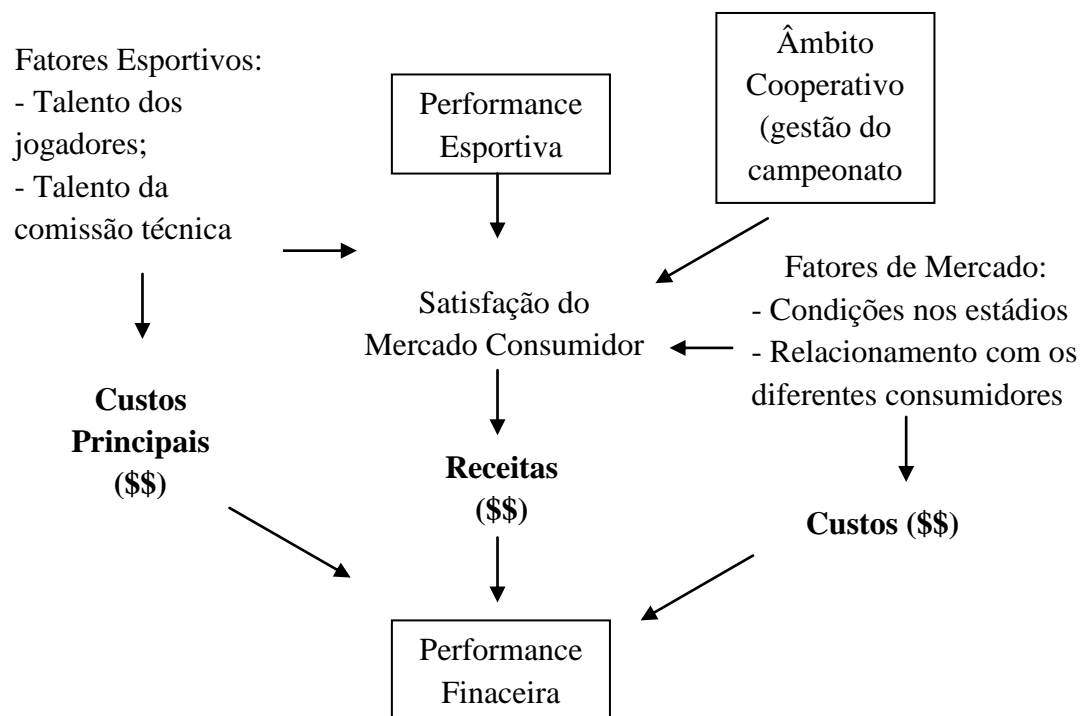 Fatores Esportivos:
- Talento dos
jogadores;
- Talento da
comissão técnica
Performance
Esportiva
Âmbito
Cooperativo
(gestão do
campeonato
Satisfação do
Mercado Consumidor
Fatores de Mercado:
- Condições nos estádios
- Relacionamento com os
diferentes consumidores
Custos
Principais
($$)
Receitas
($$)
Custos ($$)
Performance
Finaceira